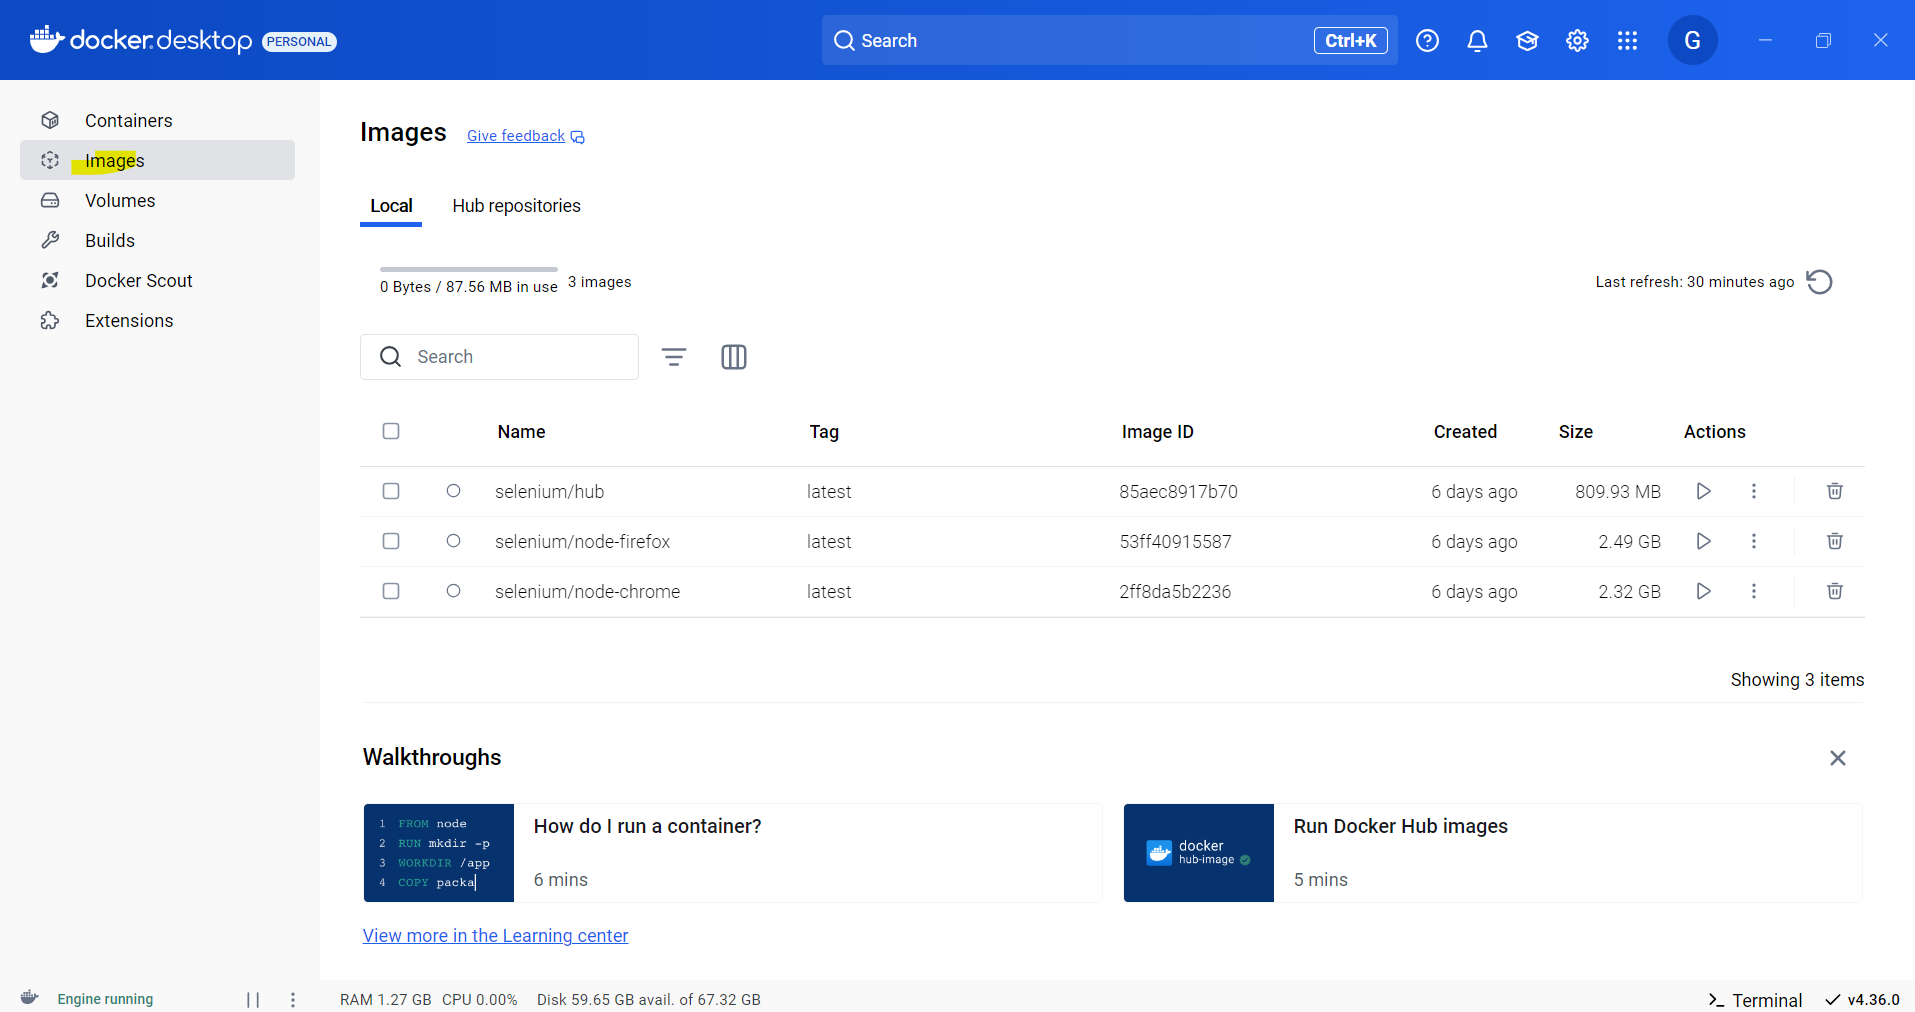 docker.desktop PERSONAL
Search Ctrl+K
G
Containers
Images
Volumes
Builds
Docker Scout
Extensions
Images Give feedback
Local Hub repositories
0 Bytes / 87.56 MB in use 3 images
Last refresh: 30 minutes ago
Search
Name Tag Image ID Created Size Actions
selenium/hub latest 85aec8917b70 6 days ago 809.93 MB
selenium/node-firefox latest 53ff40915587 6 days ago 2.49 GB
selenium/node-chrome latest 2ff8da5b2236 6 days ago 2.32 GB
Showing 3 items
Walkthroughs
1 FROM node
2 RUN mkdir -p
3 WORKDIR /app
4 COPY packa
How do I run a container?
6 mins
docker
hub-image
Run Docker Hub images
5 mins
View more in the Learning center
Engine running
RAM 1.27 GB CPU 0.00% Disk 59.65 GB avail. of 67.32 GB
>_ Terminal v4.36.0